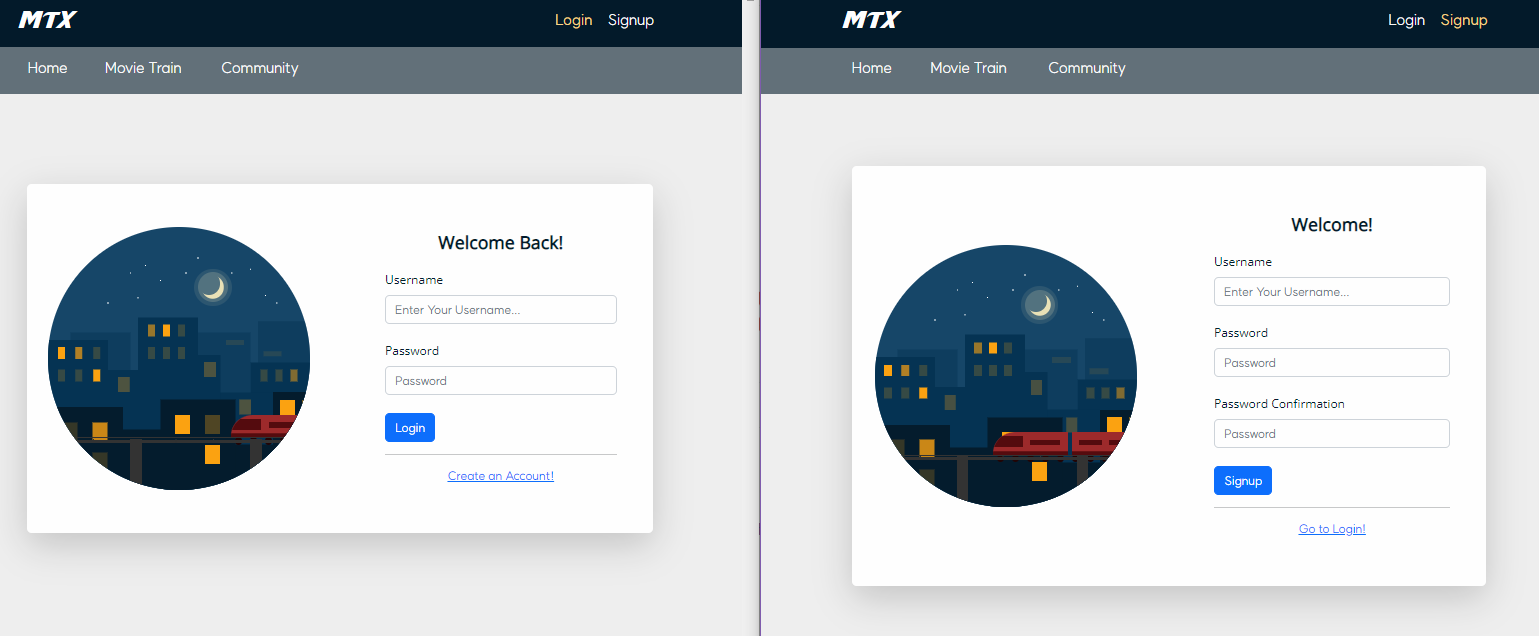 MTX
Login Signup
Home Movie Train Community
Welcome Back!
Username
Enter Your Username...
Password
Password
Login
Create an Account!
MTX
Login Signup
Home Movie Train Community
Welcome!
Username
Enter Your Username...
Password
Password
Password Confirmation
Password
Signup
Go to Login!